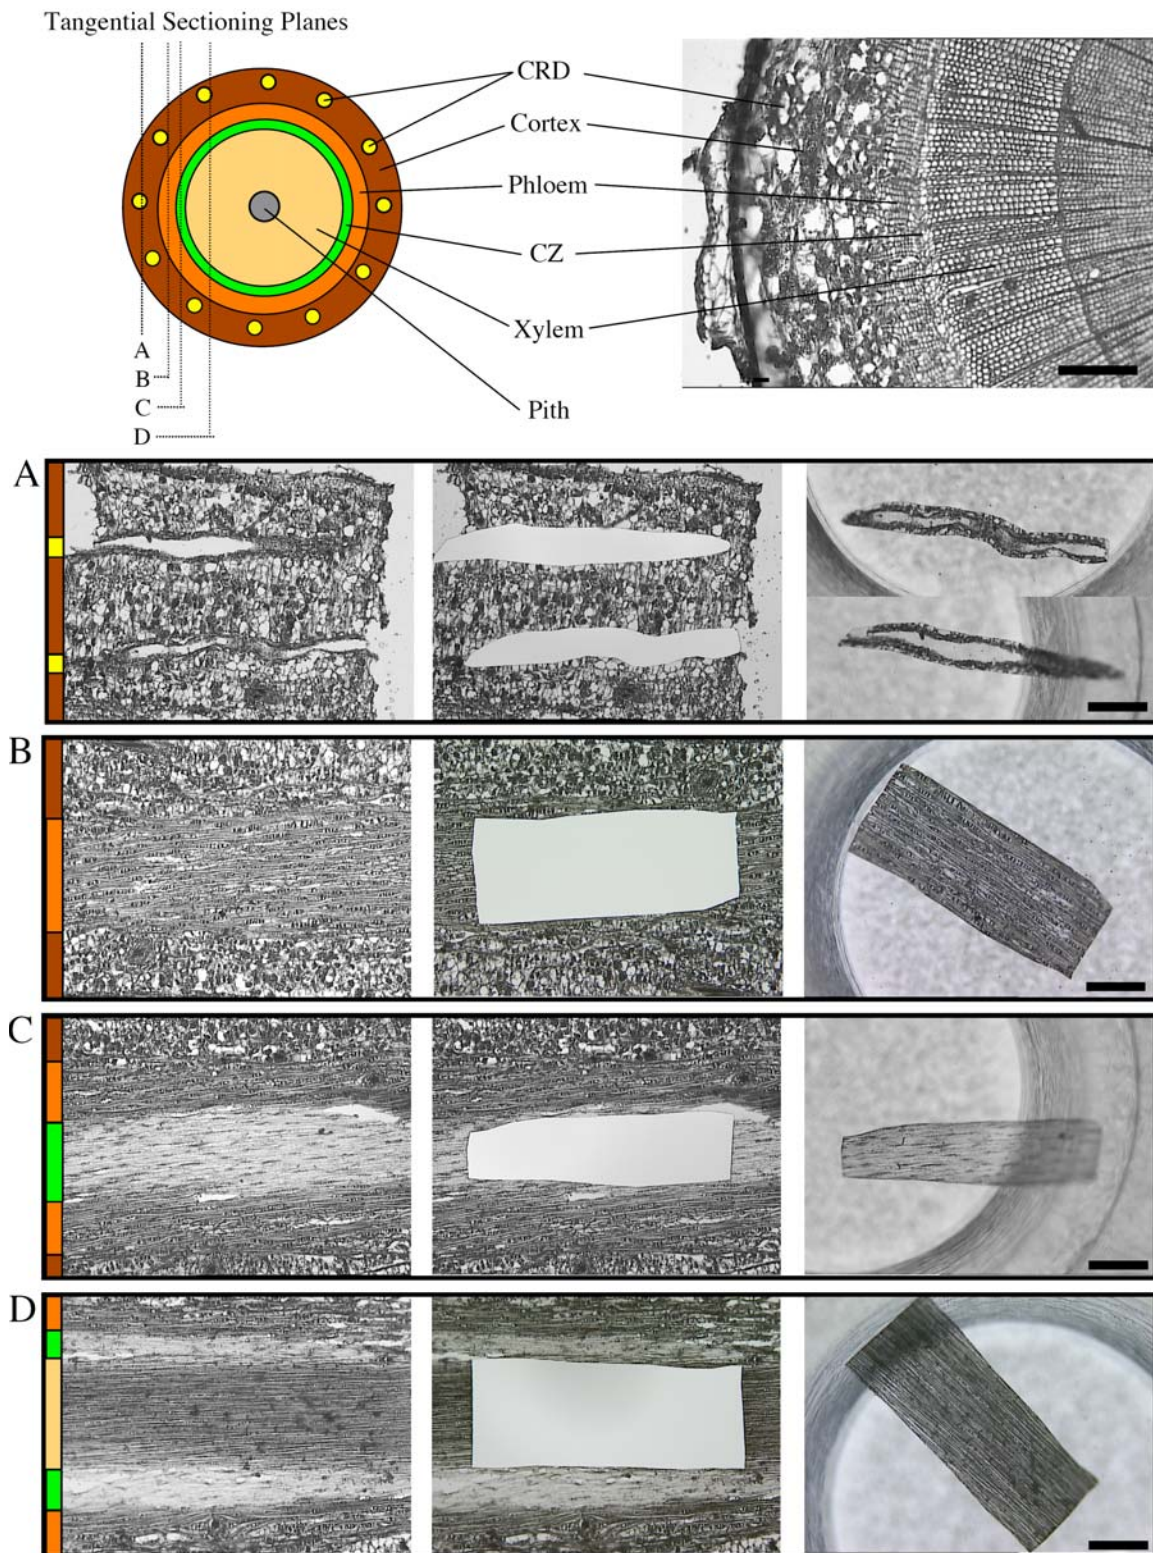 Tangential Sectioning Planes
CRD
Cortex
Phloem
CZ
Xylem
Pith
A
B
C
D
A
B
C
D